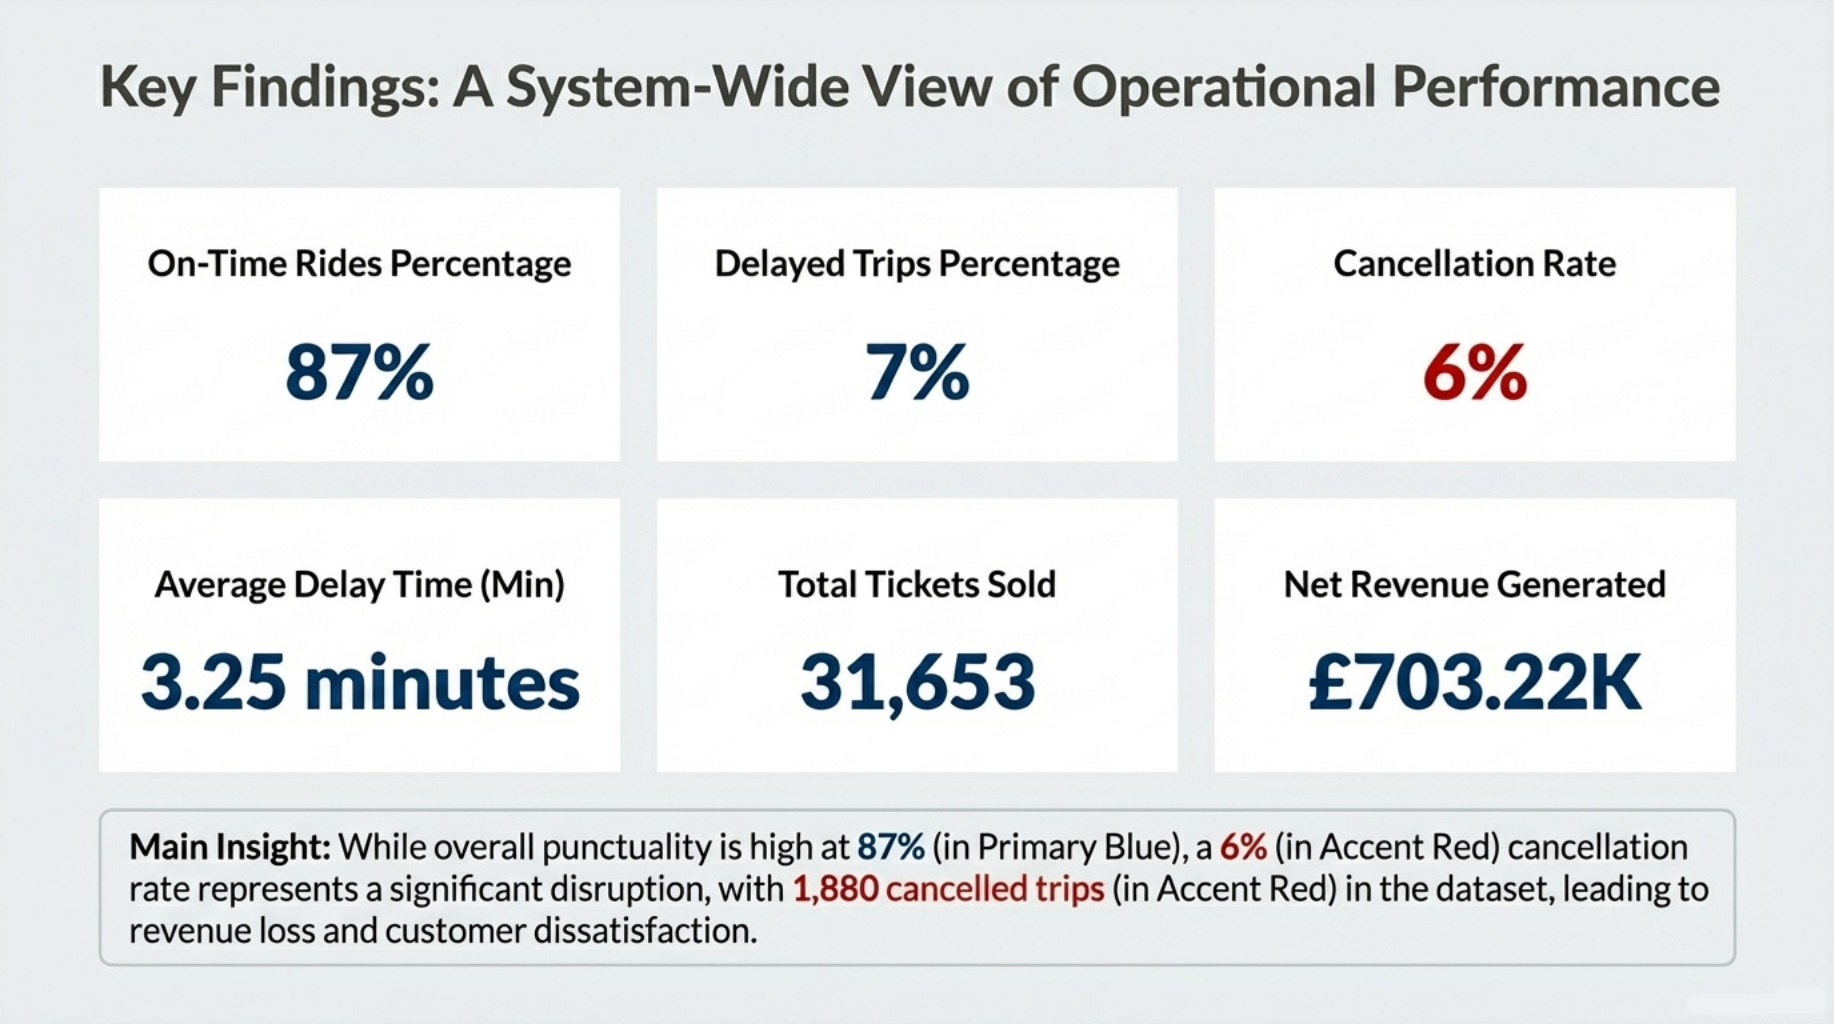 Key Findings: A System-Wide View of Operational Performance
On-Time Rides Percentage
87%
Delayed Trips Percentage
7%
Cancellation Rate
6%
Average Delay Time (Min)
3.25 minutes
Total Tickets Sold
31,653
Net Revenue Generated
£703.22K
Main Insight: While overall punctuality is high at 87% (in Primary Blue), a 6% (in Accent Red) cancellation
rate represents a significant disruption, with 1,880 cancelled trips (in Accent Red) in the dataset, leading to
revenue loss and customer dissatisfaction.